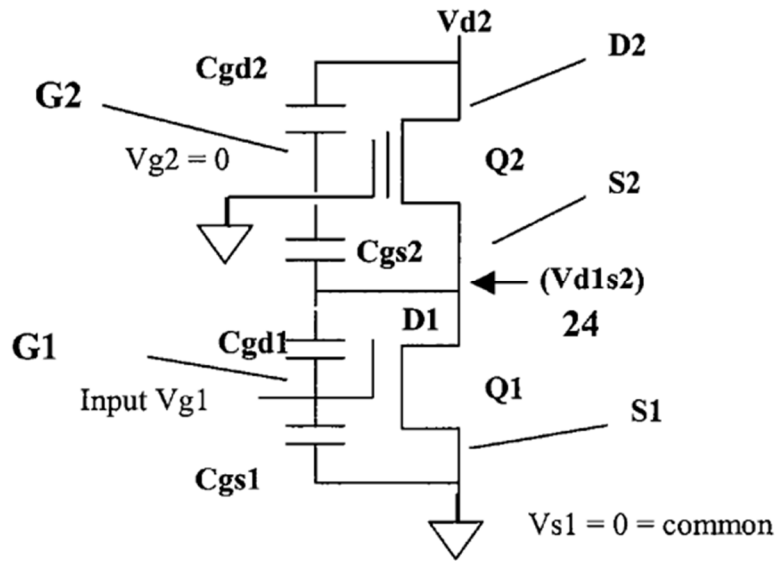 Vd2
D2
Cgd2
G2
Vg2 = 0
Q2
S2
Cgs2
(Vd1s2)
24
D1
Cgd1
G1
Input Vg1
Q1
S1
Cgs1
Vs1 = 0 = common